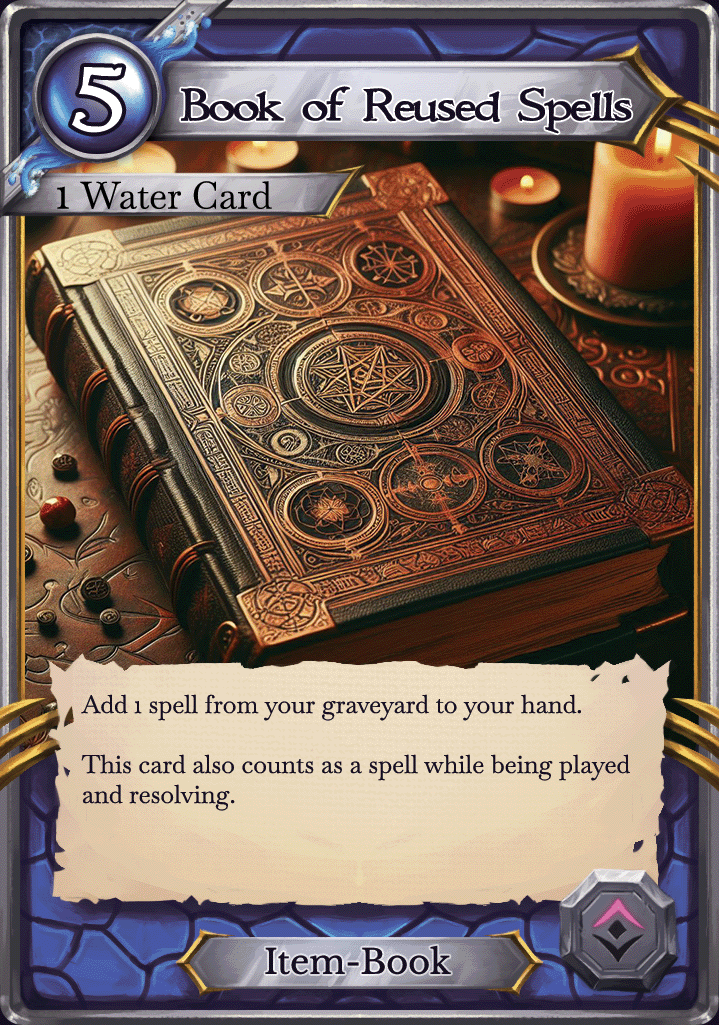 5
Book of Reused Spells
1 Water Card
Add 1 spell from your graveyard to your hand.
This card also counts as a spell while being played
and resolving.
Item-Book